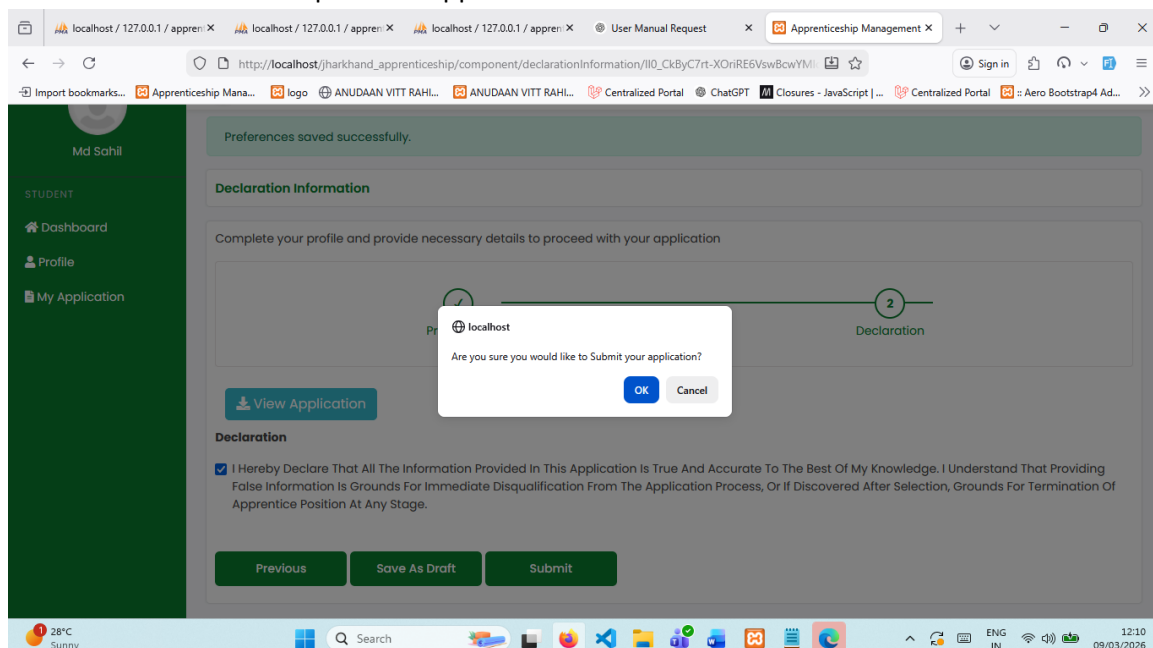 localhost / 127.0.0.1 / appren
localhost / 127.0.0.1 / appren
localhost / 127.0.0.1 / appren
User Manual Request
Apprenticeship Management
http://localhost/jharkhand_apprenticeship/component/declarationInformation/
Sign in
Import bookmarks...
Apprenticeship Mana...
logo
ANUDAAN VITT RAHI...
ANUDAAN VITT RAHI...
Centralized Portal
ChatGPT
Closures - JavaScript | ...
Centralized Portal
:: Aero Bootstrap4 Ad...
Md Sahil
STUDENT
Dashboard
Profile
My Application
Preferences saved successfully.
Declaration Information
Complete your profile and provide necessary details to proceed with your application
2
Pr
Declaration
localhost
Are you sure you would like to Submit your application?
OK
Cancel
View Application
Declaration
I Hereby Declare That All The Information Provided In This Application Is True And Accurate To The Best Of My Knowledge. I Understand That Providing
False Information Is Grounds For Immediate Disqualification From The Application Process, Or If Discovered After Selection, Grounds For Termination Of
Apprentice Position At Any Stage.
Previous
Save As Draft
Submit
1
28°C
Sunny
Search
ENG
IN
12:10
09/03/2026